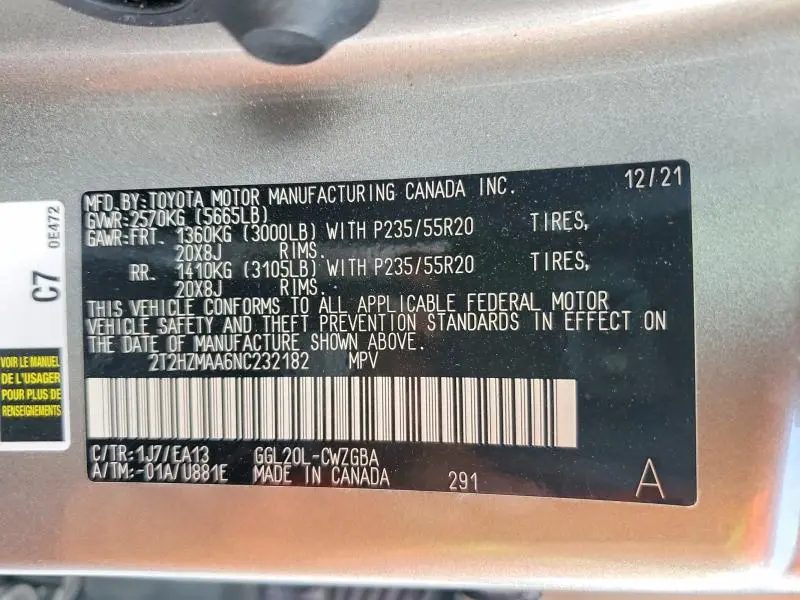 MFD.BY:TOYOTA MOTOR MANUFACTURING CANADA INC. 12/21
GVWR:2570KG (5665LB)
GAWR:FRT. 1360KG (3000LB) WITH P235/55R20 TIRES,
20X8J RIMS.
RR. 1410KG (3105LB) WITH P235/55R20 TIRES,
20X8J RIMS.
THIS VEHICLE CONFORMS TO ALL APPLICABLE FEDERAL MOTOR
VEHICLE SAFETY AND THEFT PREVENTION STANDARDS IN EFFECT ON
THE DATE OF MANUFACTURE SHOWN ABOVE.
2T2HZMAA6NC232182 MPV
C/TR:1J7/EA13 GGL20L-CWZGBA
A/TM:-01A/U881E MADE IN CANADA 291 A
C7 0E472
VOIR LE MANUEL
DE L'USAGER
POUR PLUS DE
RENSEIGNEMENTS